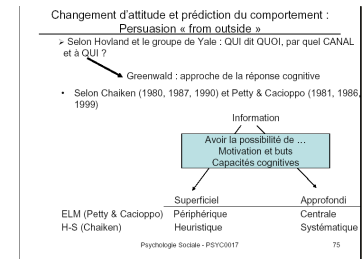 Changement d'attitude et prédiction du comportement :
Persuasion « from outside »
➢ Selon Hovland et le groupe de Yale : QUI dit QUOI, par quel CANAL
et à QUI ?
Greenwald : approche de la réponse cognitive
• Selon Chaiken (1980, 1987, 1990) et Petty & Cacioppo (1981, 1986,
1999)
Information
Avoir la possibilité de …
Motivation et buts
Capacités cognitives
Superficiel Approfondi
ELM (Petty & Cacioppo) Périphérique Centrale
H-S (Chaiken) Heuristique Systématique
Psychologie Sociale - PSYC0017 75